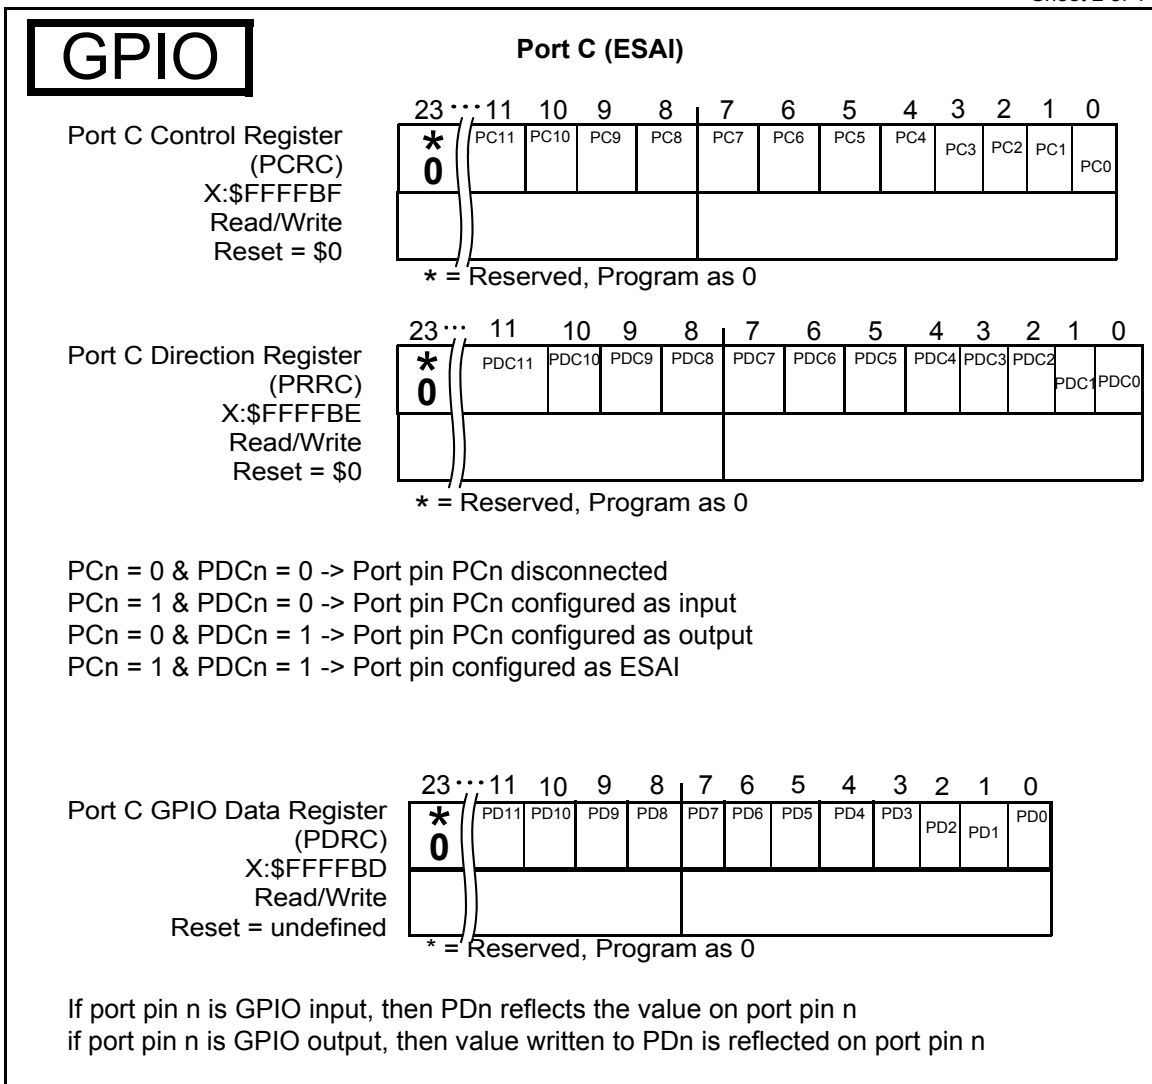 GPIO
Port C (ESAI)
23 ··· 11 10 9 8 7 6 5 4 3 2 1 0
Port C Control Register
(PCRC)
X:$FFFFBF
Read/Write
Reset = $0
* PC11 PC10 PC9 PC8 PC7 PC6 PC5 PC4 PC3 PC2 PC1 PC0
0
* = Reserved, Program as 0
23 ··· 11 10 9 8 7 6 5 4 3 2 1 0
Port C Direction Register
(PRRC)
X:$FFFFBE
Read/Write
Reset = $0
* PDC11 PDC10 PDC9 PDC8 PDC7 PDC6 PDC5 PDC4 PDC3 PDC2 PDC1 PDC0
0
* = Reserved, Program as 0
PCn = 0 & PDCn = 0 -> Port pin PCn disconnected
PCn = 1 & PDCn = 0 -> Port pin PCn configured as input
PCn = 0 & PDCn = 1 -> Port pin PCn configured as output
PCn = 1 & PDCn = 1 -> Port pin configured as ESAI
23 ··· 11 10 9 8 7 6 5 4 3 2 1 0
Port C GPIO Data Register
(PDRC)
X:$FFFFBD
Read/Write
Reset = undefined
* PD11 PD10 PD9 PD8 PD7 PD6 PD5 PD4 PD3 PD2 PD1 PD0
0
* = Reserved, Program as 0
If port pin n is GPIO input, then PDn reflects the value on port pin n
if port pin n is GPIO output, then value written to PDn is reflected on port pin n